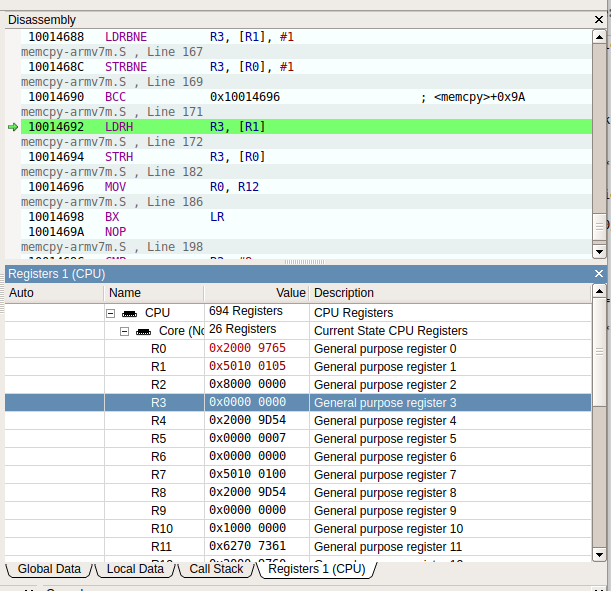 Disassembly
10014688 LDRBNE R3, [R1], #1
memcpy-armv7m.S , Line 167
1001468C STRBNE R3, [R0], #1
memcpy-armv7m.S , Line 169
10014690 BCC 0x10014696 ; <memcpy>+0x9A
memcpy-armv7m.S , Line 171
10014692 LDRH R3, [R1]
memcpy-armv7m.S , Line 172
10014694 STRH R3, [R0]
memcpy-armv7m.S , Line 182
10014696 MOV R0, R12
memcpy-armv7m.S , Line 186
10014698 BX LR
1001469A NOP
memcpy-armv7m.S , Line 198
Registers 1 (CPU)
Auto Name Value Description
CPU 694 Registers CPU Registers
Core (No 26 Registers Current State CPU Registers
R0 0x2000 9765 General purpose register 0
R1 0x5010 0105 General purpose register 1
R2 0x8000 0000 General purpose register 2
R3 0x0000 0000 General purpose register 3
R4 0x2000 9D54 General purpose register 4
R5 0x0000 0007 General purpose register 5
R6 0x0000 0000 General purpose register 6
R7 0x5010 0100 General purpose register 7
R8 0x2000 9D54 General purpose register 8
R9 0x0000 0000 General purpose register 9
R10 0x1000 0000 General purpose register 10
R11 0x6270 7361 General purpose register 11
Global Data Local Data Call Stack Registers 1 (CPU)